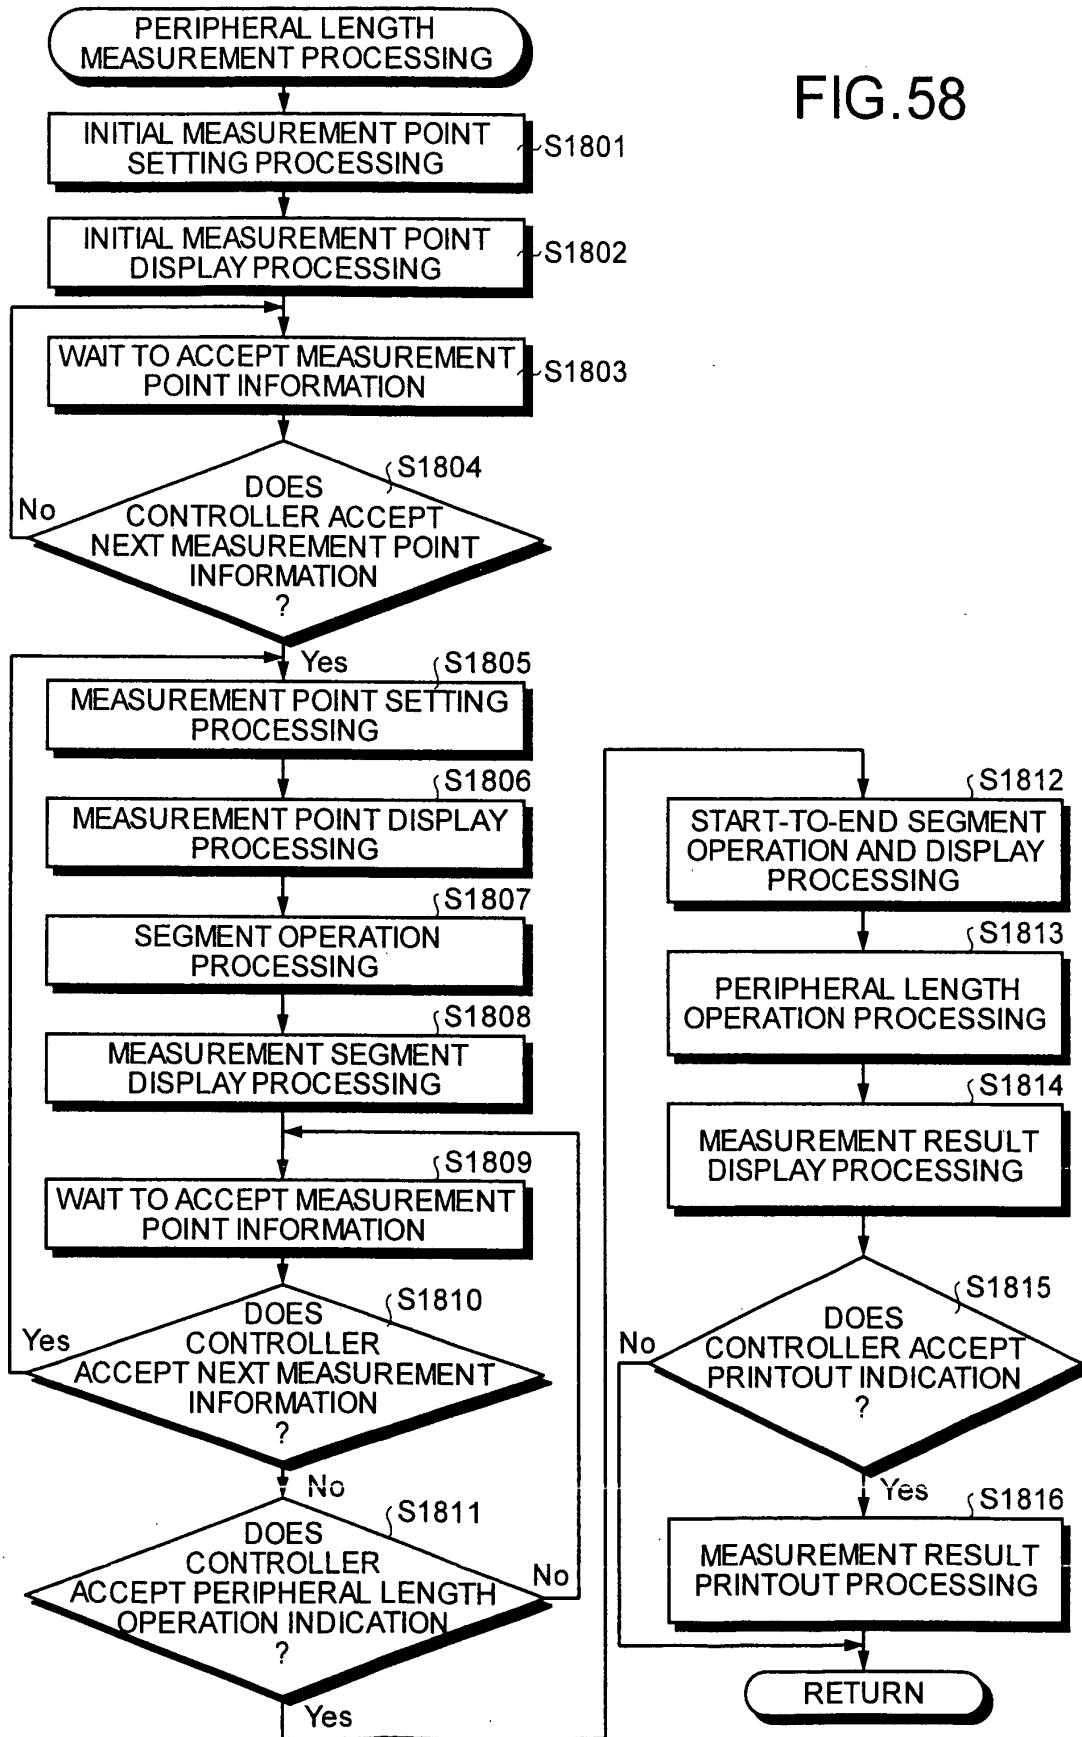 PERIPHERAL LENGTH
MEASUREMENT PROCESSING
FIG.58
INITIAL MEASUREMENT POINT
SETTING PROCESSING
S1801
INITIAL MEASUREMENT POINT
DISPLAY PROCESSING
S1802
WAIT TO ACCEPT MEASUREMENT
POINT INFORMATION
S1803
S1804
DOES
CONTROLLER ACCEPT
NEXT MEASUREMENT POINT
INFORMATION
?
No
Yes
S1805
MEASUREMENT POINT SETTING
PROCESSING
S1806
MEASUREMENT POINT DISPLAY
PROCESSING
S1807
SEGMENT OPERATION
PROCESSING
S1808
MEASUREMENT SEGMENT
DISPLAY PROCESSING
S1809
WAIT TO ACCEPT MEASUREMENT
POINT INFORMATION
S1810
DOES
CONTROLLER
ACCEPT NEXT MEASUREMENT
INFORMATION
?
Yes
No
S1811
DOES
CONTROLLER
ACCEPT PERIPHERAL LENGTH
OPERATION INDICATION
?
No
Yes
S1812
START-TO-END SEGMENT
OPERATION AND DISPLAY
PROCESSING
S1813
PERIPHERAL LENGTH
OPERATION PROCESSING
S1814
MEASUREMENT RESULT
DISPLAY PROCESSING
S1815
DOES
CONTROLLER ACCEPT
PRINTOUT INDICATION
?
No
Yes
S1816
MEASUREMENT RESULT
PRINTOUT PROCESSING
RETURN